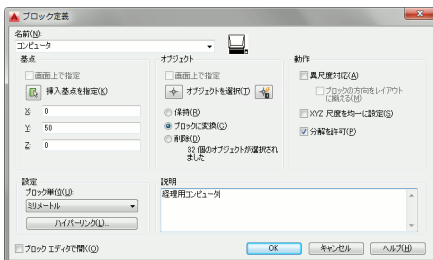 ブロック定義
名前(N):
コンピュータ
基点
画面上で指定
挿入基点を指定(K)
X: 0
Y: 50
Z: 0
オブジェクト
画面上で指定
オブジェクトを選択(T)
保持(R)
ブロックに変換(C)
削除(D)
32 個のオブジェクトが選択され
ました
動作
異尺度対応(A)
ブロックの方向をレイアウト
に揃える(M)
XYZ 尺度を均一に設定(S)
分解を許可(P)
設定
ブロック単位(U):
ミリメートル
ハイパーリンク(L)...
説明
経理用コンピュータ
ブロック エディタで開く(O)
OK
キャンセル
ヘルプ(H)